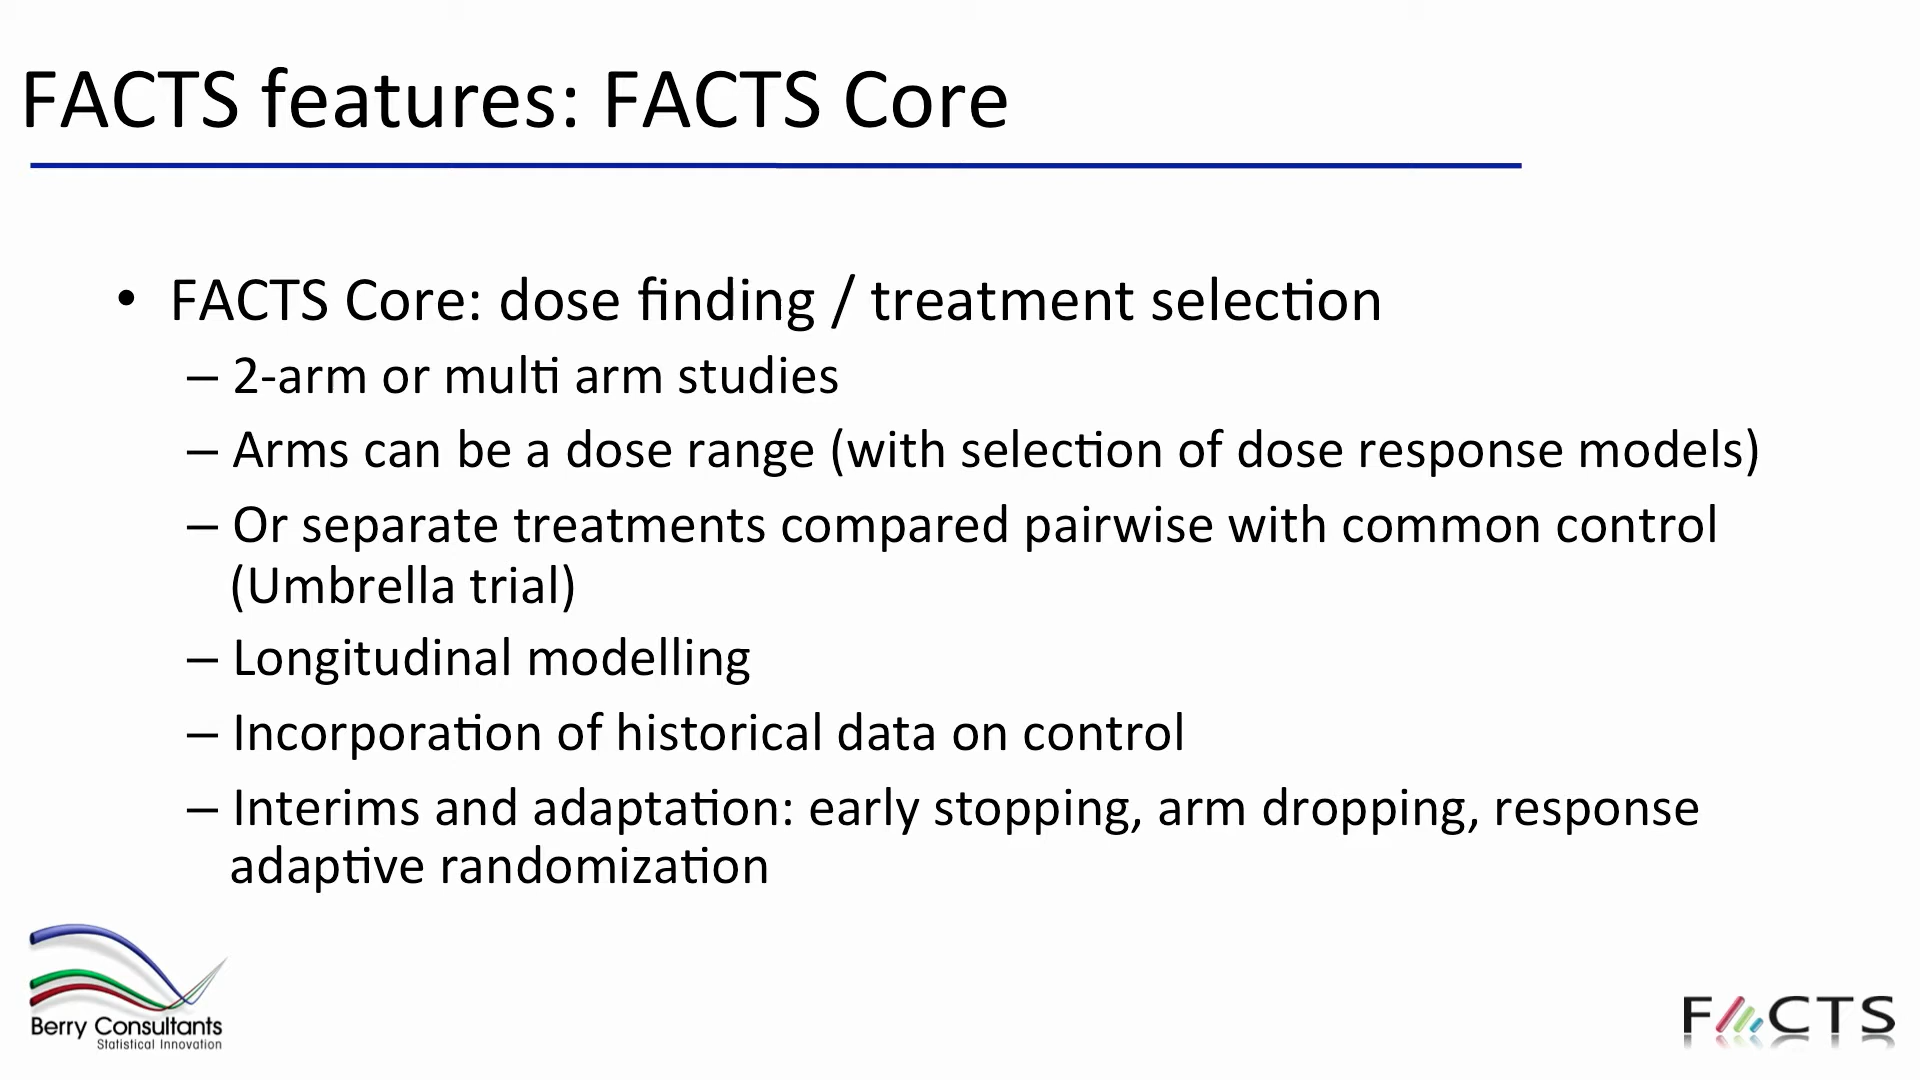 FACTS features: FACTS Core
• FACTS Core: dose finding / treatment selection
– 2-arm or multi arm studies
– Arms can be a dose range (with selection of dose response models)
– Or separate treatments compared pairwise with common control
(Umbrella trial)
– Longitudinal modelling
– Incorporation of historical data on control
– Interims and adaptation: early stopping, arm dropping, response
adaptive randomization
Berry Consultants
Statistical Innovation
FACTS